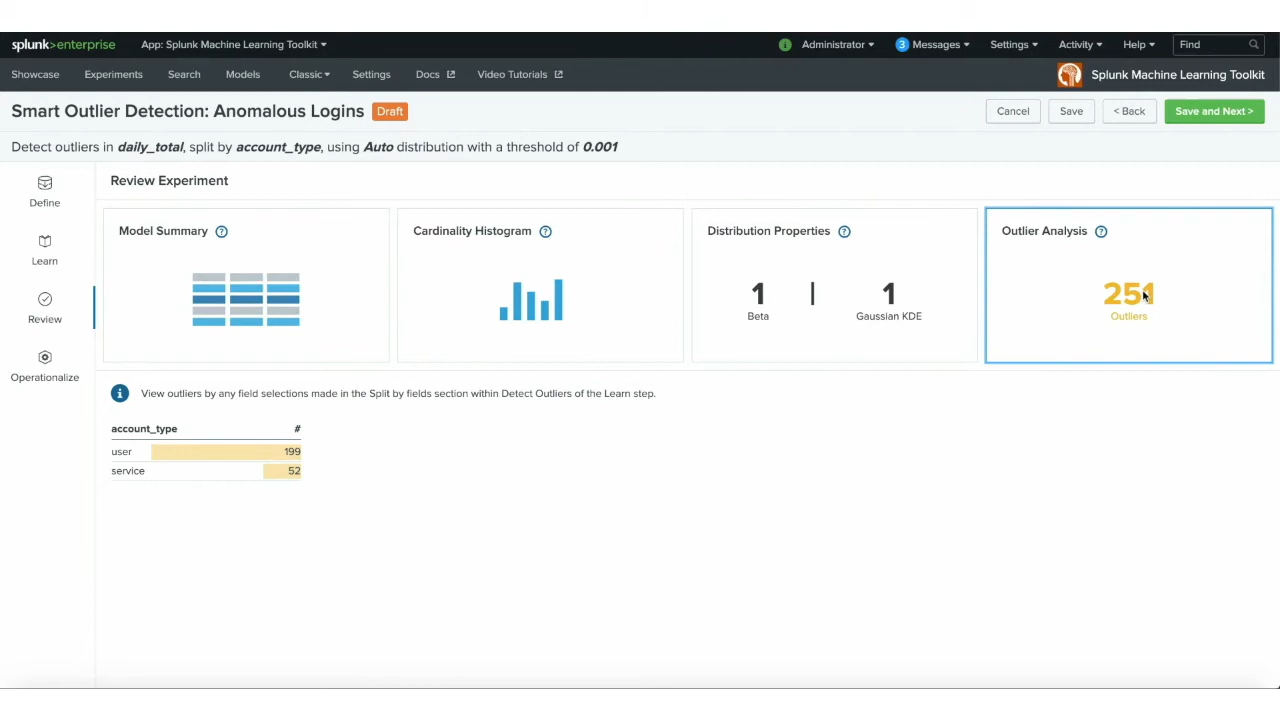 splunk>enterprise App: Splunk Machine Learning Toolkit i Administrator 3 Messages Settings Activity Help Find
Showcase Experiments Search Models Classic Settings Docs Video Tutorials Splunk Machine Learning Toolkit
Smart Outlier Detection: Anomalous Logins Draft Cancel Save < Back Save and Next >
Detect outliers in daily_total, split by account_type, using Auto distribution with a threshold of 0.001
Define
Learn
Review
Operationalize
Review Experiment
Model Summary ?
Cardinality Histogram ?
Distribution Properties ?
1 | 1
Beta Gaussian KDE
Outlier Analysis ?
251
Outliers
i View outliers by any field selections made in the Split by fields section within Detect Outliers of the Learn step.
account_type #
user 199
service 52